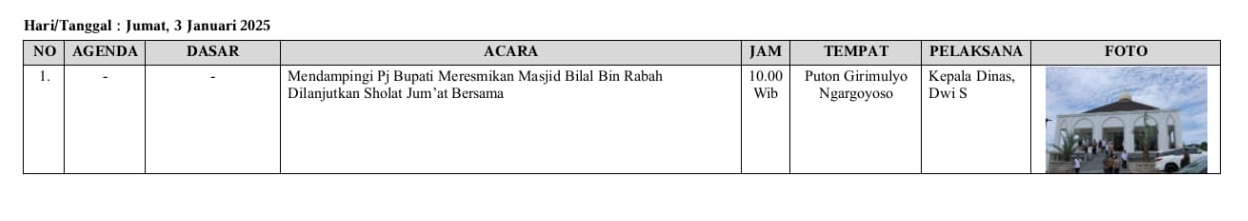 Hari/Tanggal : Jumat, 3 Januari 2025
NO AGENDA DASAR ACARA JAM TEMPAT PELAKSANA FOTO
1. - - Mendampingi Pj Bupati Meresmikan Masjid Bilal Bin Rabah 10.00 Puton Girimulyo Kepala Dinas,
Dilanjutkan Sholat Jum’at Bersama Wib Ngargoyoso Dwi S